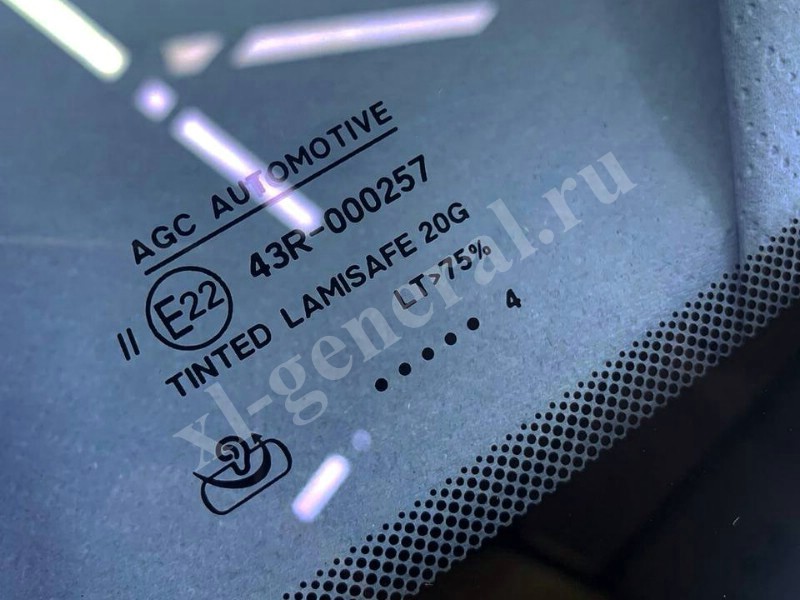 AGC AUTOMOTIVE
43R-000257
II E22
TINTED LAMISAFE 20G
LT>75%
..... 4
xl-general.ru